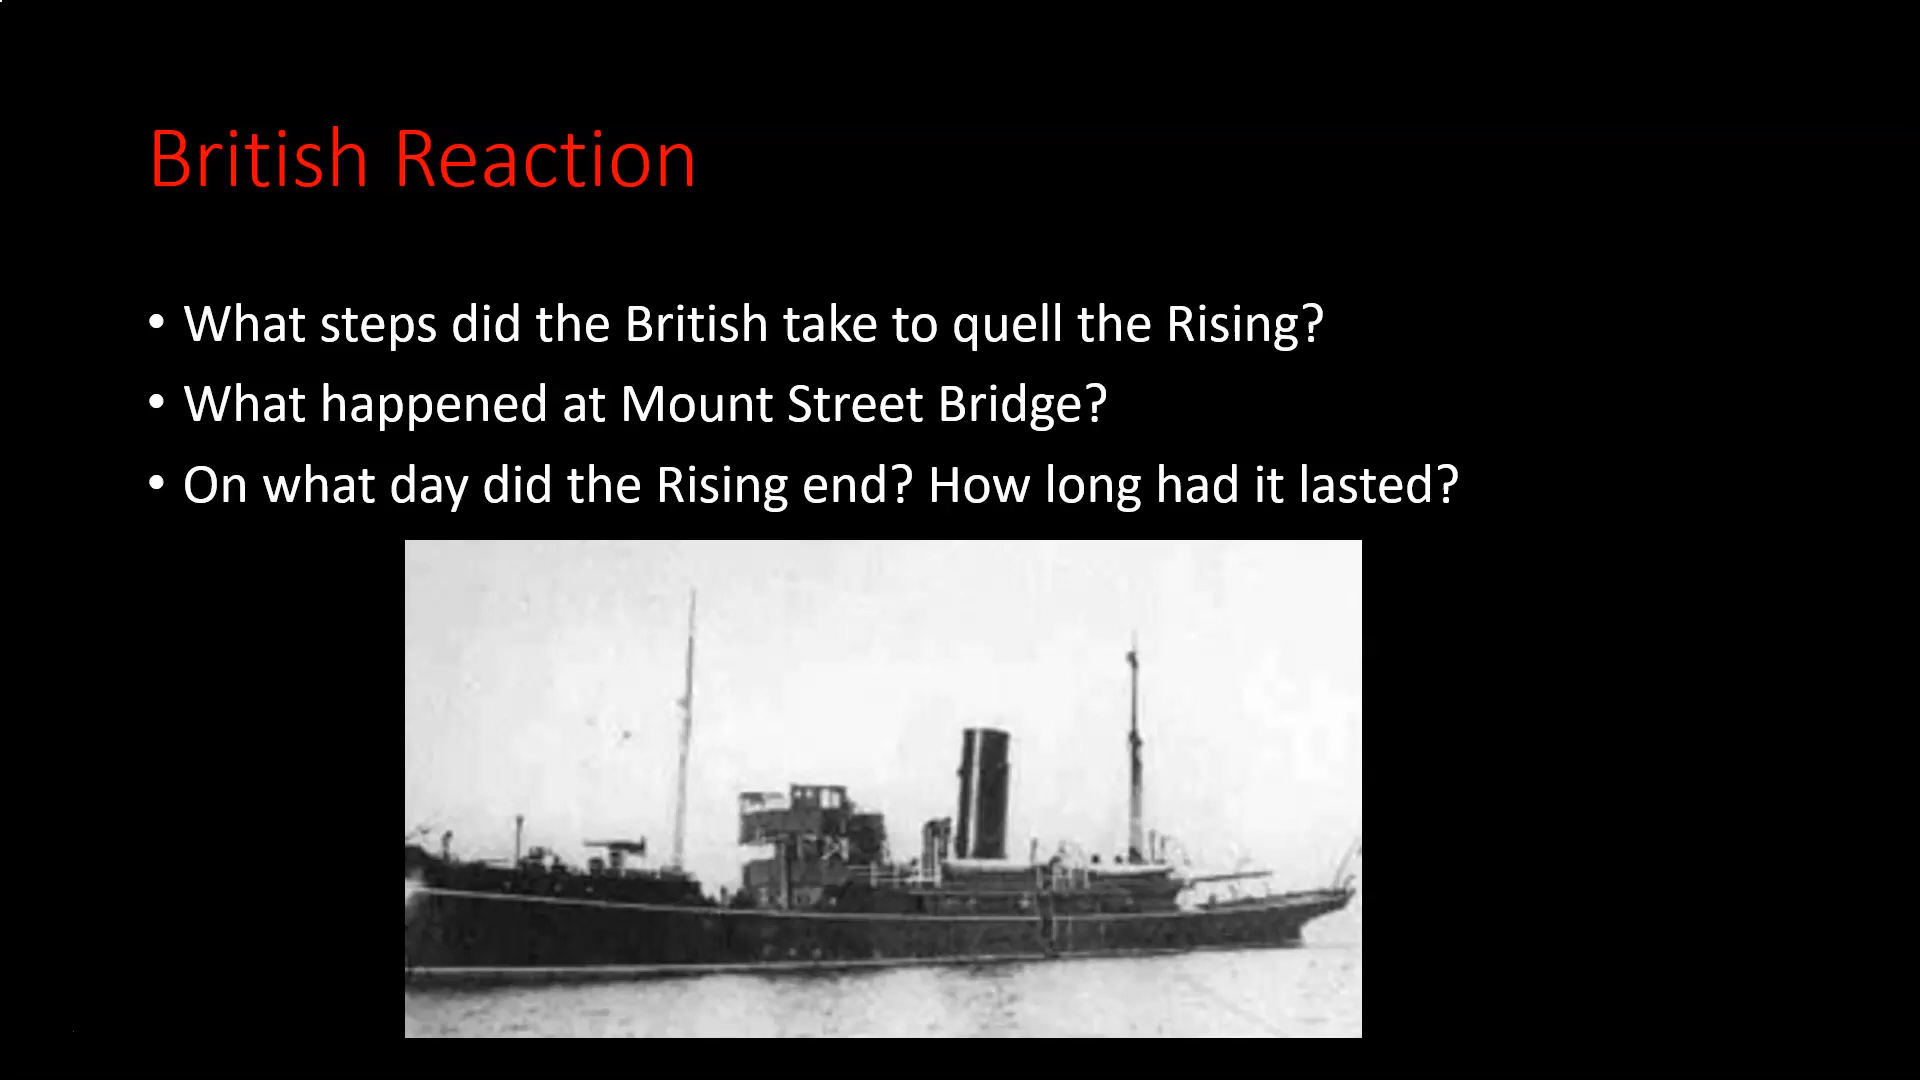 British Reaction
• What steps did the British take to quell the Rising?
• What happened at Mount Street Bridge?
• On what day did the Rising end? How long had it lasted?